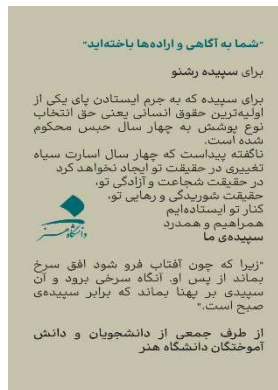 "شما به آگاهی و اراده‌ها باخته‌اید"
برای سپیده رشنو
برای سپیده که به جرم ایستادن پای یکی از
اولیه‌ترین حقوق انسانی یعنی حق انتخاب
نوع پوشش به چهار سال حبس محکوم
شده است.
ناگفته پیداست که چهار سال اسارت سیاه
تغییری در حقیقت تو ایجاد نخواهد کرد
در حقیقت شجاعت و آزادگی تو،
حقیقت شوریدگی و رهایی تو،
کنار تو ایستاده‌ایم
همراهیم و همدرد
سپیده‌ی ما
دانشگاه هنر
"زیرا که چون آفتاب فرو شود افق سرخ
بماند از پس او. آنگاه سرخی برود و آن
سپیدی بر پهنا بماند که برابر سپیده‌ی
صبح است."
از طرف جمعی از دانشجویان و دانش
آموختگان دانشگاه هنر